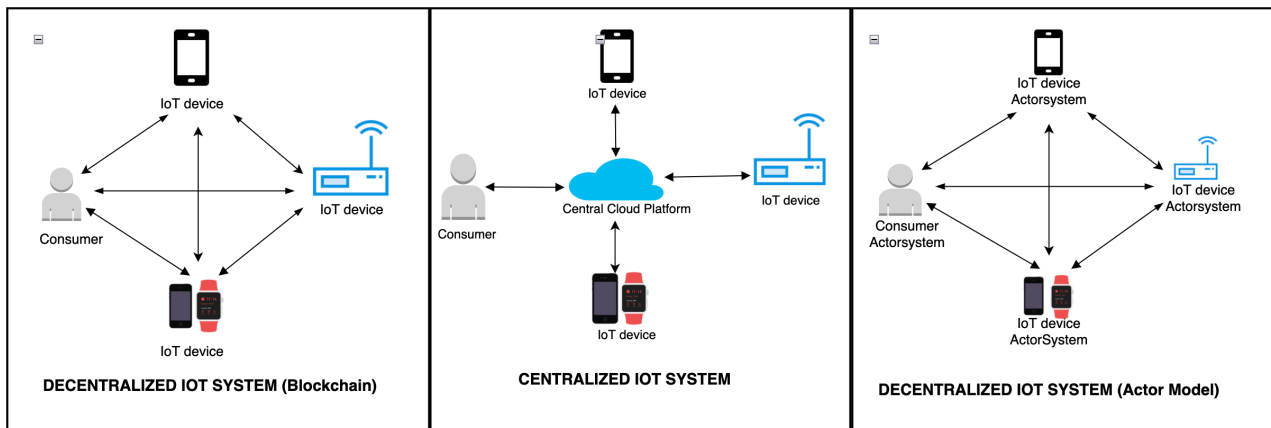 IoT device
Consumer
IoT device
IoT device
DECENTRALIZED IOT SYSTEM (Blockchain)
IoT device
Central Cloud Platform
Consumer
IoT device
IoT device
CENTRALIZED IOT SYSTEM
IoT device
Actorsystem
IoT device
Actorsystem
Consumer
Actorsystem
IoT device
ActorSystem
DECENTRALIZED IOT SYSTEM (Actor Model)